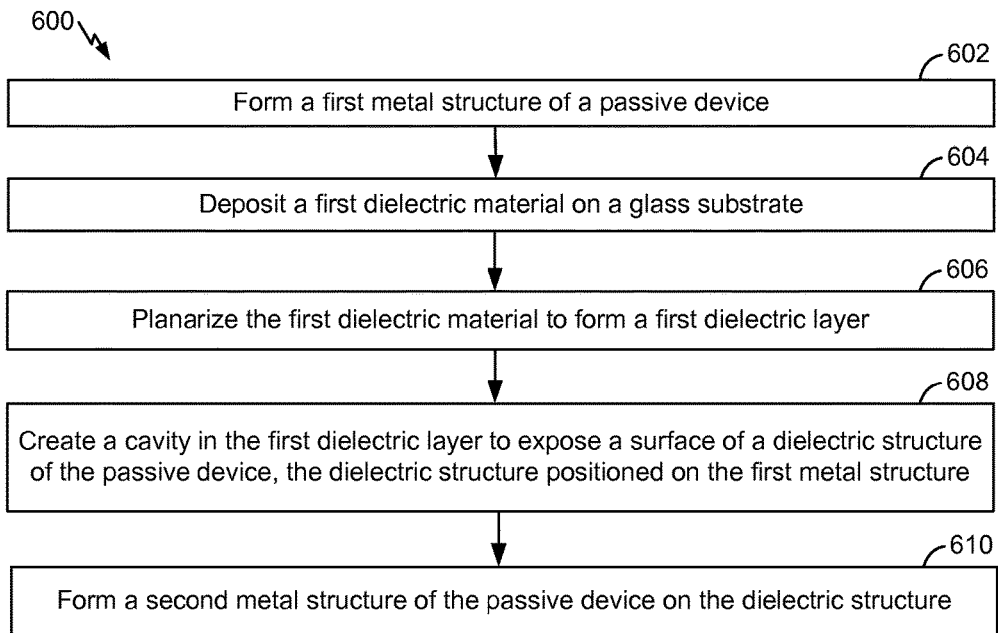 600
602
Form a first metal structure of a passive device
604
Deposit a first dielectric material on a glass substrate
606
Planarize the first dielectric material to form a first dielectric layer
608
Create a cavity in the first dielectric layer to expose a surface of a dielectric structure
of the passive device, the dielectric structure positioned on the first metal structure
610
Form a second metal structure of the passive device on the dielectric structure